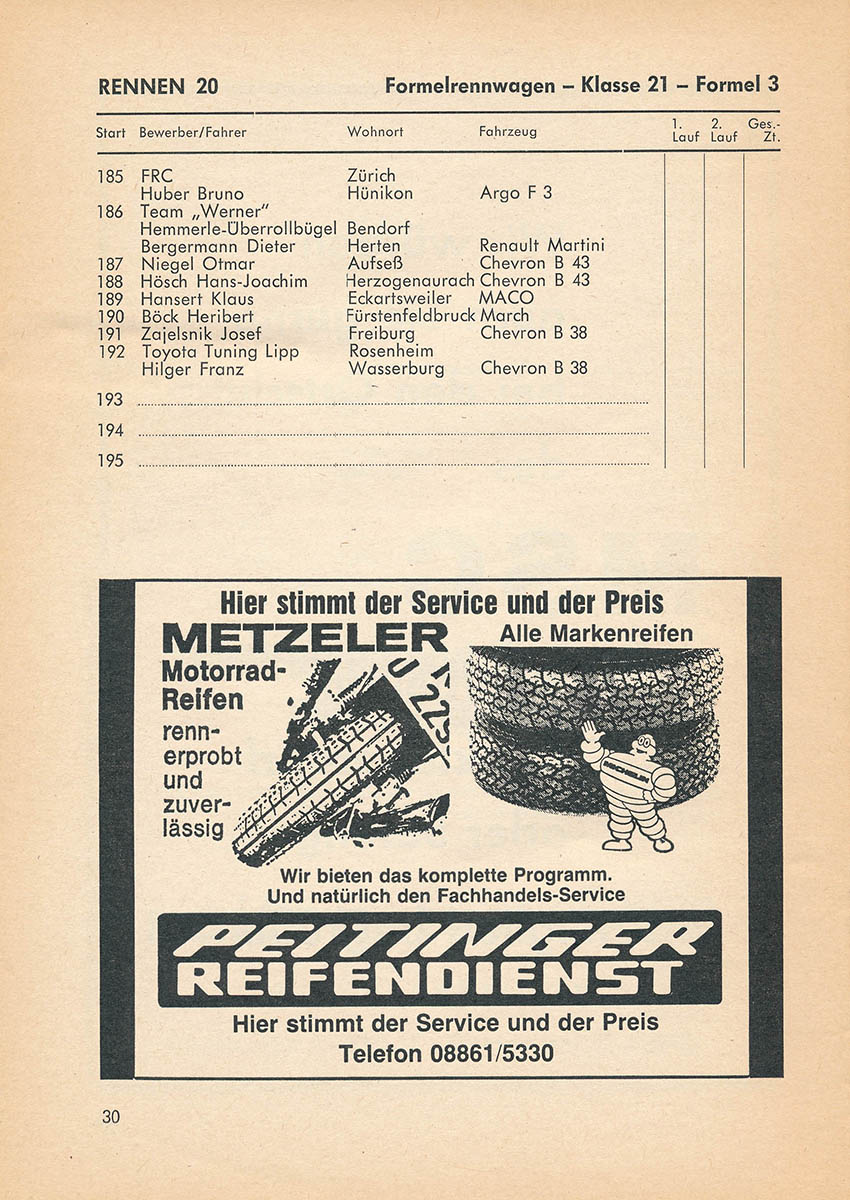 RENNEN 20 Formelrennwagen – Klasse 21 – Formel 3
Start Bewerber/Fahrer Wohnort Fahrzeug 1. Lauf 2. Lauf Ges.-Zt.
185 FRC Zürich
Huber Bruno Hünikon Argo F 3
186 Team „Werner"
Hemmerle-Überrollbügel Bendorf
Bergermann Dieter Herten Renault Martini
187 Niegel Otmar Aufseß Chevron B 43
188 Hösch Hans-Joachim Herzogenaurach Chevron B 43
189 Hansert Klaus Eckartsweiler MACO
190 Böck Heribert Fürstenfeldbruck March
191 Zajelsnik Josef Freiburg Chevron B 38
192 Toyota Tuning Lipp Rosenheim
Hilger Franz Wasserburg Chevron B 38
193
194
195
Hier stimmt der Service und der Preis
METZELER
Motorrad-
Reifen
renn-
erprobt
und
zuver-
lässig
Alle Markenreifen
MICHELIN
Wir bieten das komplette Programm.
Und natürlich den Fachhandels-Service
PEITINGER
REIFENDIENST
Hier stimmt der Service und der Preis
Telefon 08861/5330
30